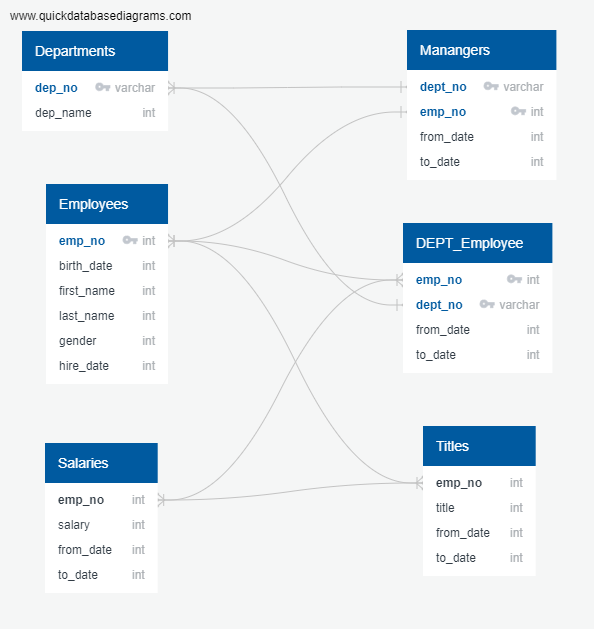 www.quickdatabasediagrams.com
Departments
dep_no varchar
dep_name int
Manangers
dept_no varchar
emp_no int
from_date int
to_date int
Employees
emp_no int
birth_date int
first_name int
last_name int
gender int
hire_date int
DEPT_Employee
emp_no int
dept_no varchar
from_date int
to_date int
Salaries
emp_no int
salary int
from_date int
to_date int
Titles
emp_no int
title int
from_date int
to_date int